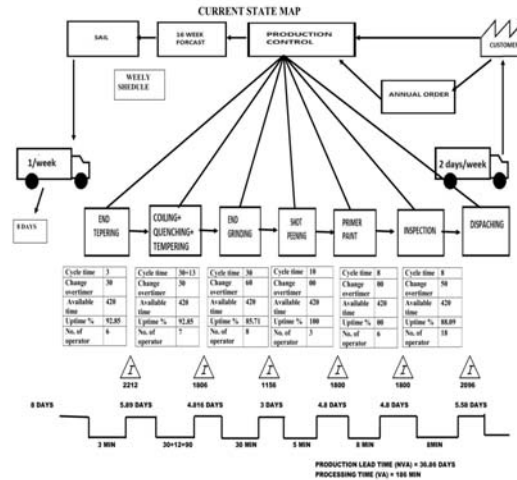 CURRENT STATE MAP
SAIL
16 WEEK
FORCAST
PRODUCTION
CONTROL
CUSTOMER
ANNUAL ORDER
WEELY
SHEDULE
1/week
2 days/week
8 DAYS
END
TEPERING
COILING+
QUENCHING+
TEMPERING
END
GRINDING
SHOT
PEENING
PRIMER
PAINT
INSPECTION
DISPACHING
Cycle time 3
Change overtimer 30
Available time 420
Uptime % 92.85
No. of operator 6
Cycle time 30+13
Change overtimer 30
Available time 420
Uptime % 92.85
No. of operator 7
Cycle time 30
Change overtimer 60
Available time 420
Uptime % 85.71
No. of operator 8
Cycle time 10
Change overtimer 00
Available time 420
Uptime % 100
No. of operator 3
Cycle time 8
Change overtimer 00
Available time 420
Uptime % 00
No. of operator 6
Cycle time 8
Change overtimer 50
Available time 420
Uptime % 88.09
No. of operator 18
I I I I I I
2212 1806 1156 1800 1800 2096
8 DAYS 5.89 DAYS 4.816 DAYS 3 DAYS 4.8 DAYS 4.8 DAYS 5.58 DAYS
3 MIN 30+12+90 30 MIN 5 MIN 8 MIN 8MIN
PRODUCTION LEAD TIME (NVA) = 36.86 DAYS
PROCESSING TIME (VA) = 186 MIN